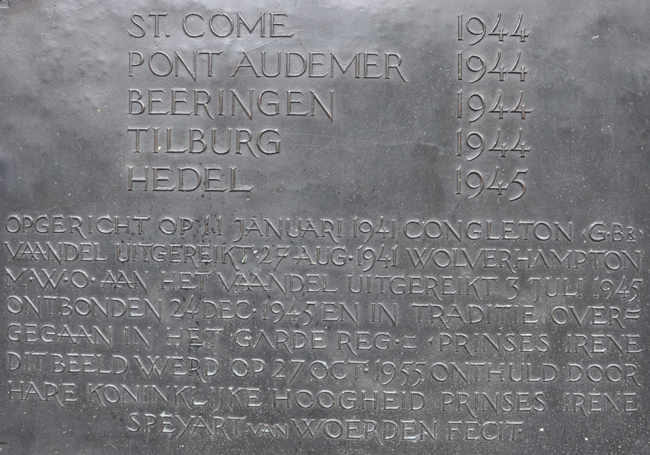 ST. COME 1944
PONT AUDEMER 1944
BEERINGEN 1944
TILBURG 1944
HEDEL 1945
OPGERICHT OP 11 JANUARI 1941 CONGLETON (G·B·)
VAANDEL UITGEREIKT·27·AUG·1941 WOLVERHAMPTON
M·W·O· AAN HET VAANDEL UITGEREIKT 3 JULI 1945
ONTBONDEN 24 DEC·1945 EN IN TRADITIE OVER=
GEGAAN IN HET GARDE REG·T· PRINSES IRENE
DIT BEELD WERD OP 27 OCT·1955 ONTHULD DOOR
HARE KONINKLIJKE HOOGHEID PRINSES IRENE
SPEYART VAN WOERDEN FECIT